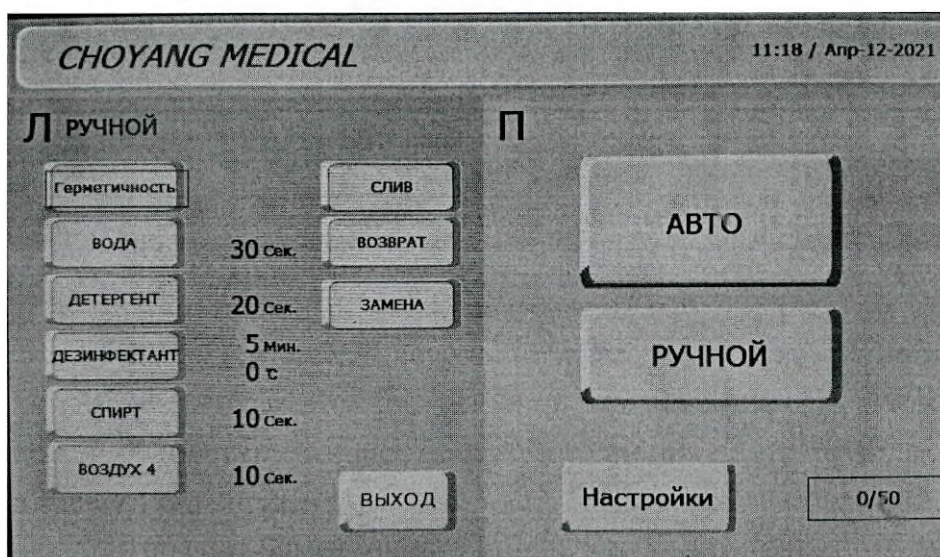 CHOYANG MEDICAL
11:18 / Апр-12-2021
Л РУЧНОЙ
Герметичность
СЛИВ
ВОДА
30 Сек.
ВОЗВРАТ
ДЕТЕРГЕНТ
20 Сек.
ЗАМЕНА
ДЕЗИНФЕКТАНТ
5 Мин.
0 ℃
СПИРТ
10 Сек.
ВОЗДУХ 4
10 Сек.
ВЫХОД
П
АВТО
РУЧНОЙ
Настройки
0/50